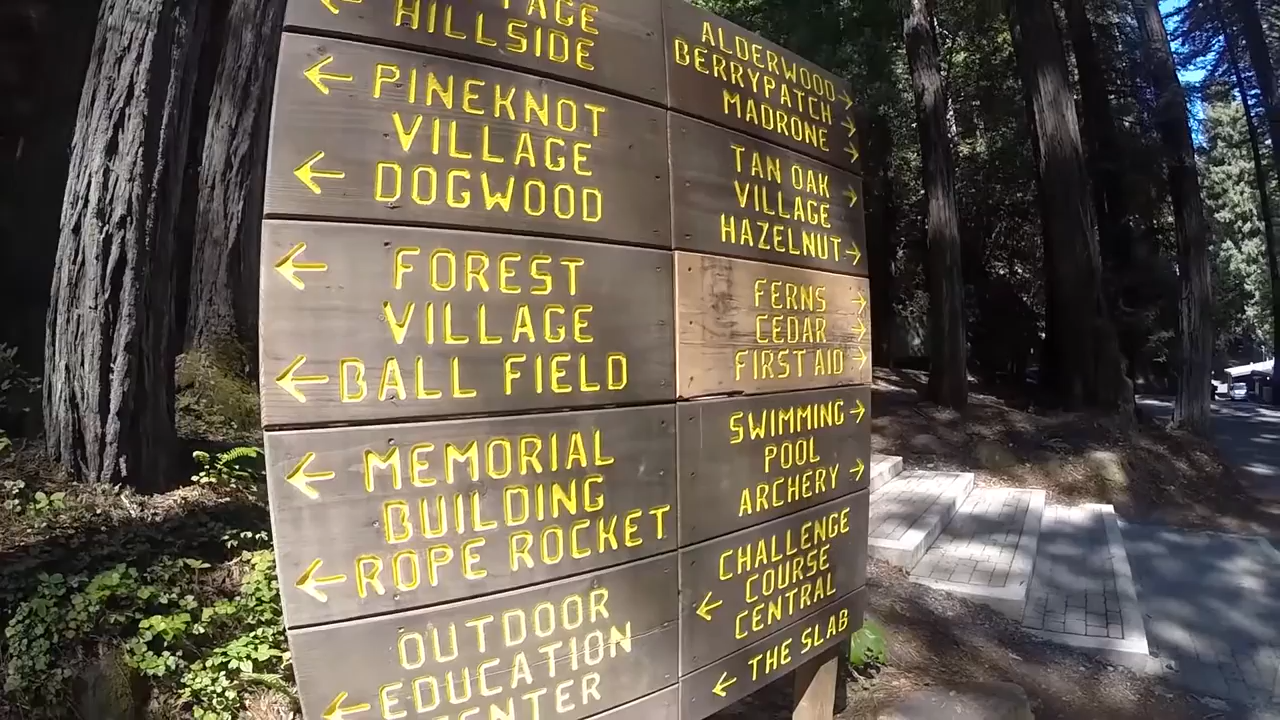 HILLSIDE
PINEKNOT
VILLAGE
DOGWOOD
FOREST
VILLAGE
BALL FIELD
MEMORIAL
BUILDING
ROPE ROCKET
OUTDOOR
EDUCATION
ALDERWOOD
BERRYPATCH
MADRONE
TAN OAK
VILLAGE
HAZELNUT
FERNS
CEDAR
FIRST AID
SWIMMING
POOL
ARCHERY
CHALLENGE
COURSE
CENTRAL
THE SLAB